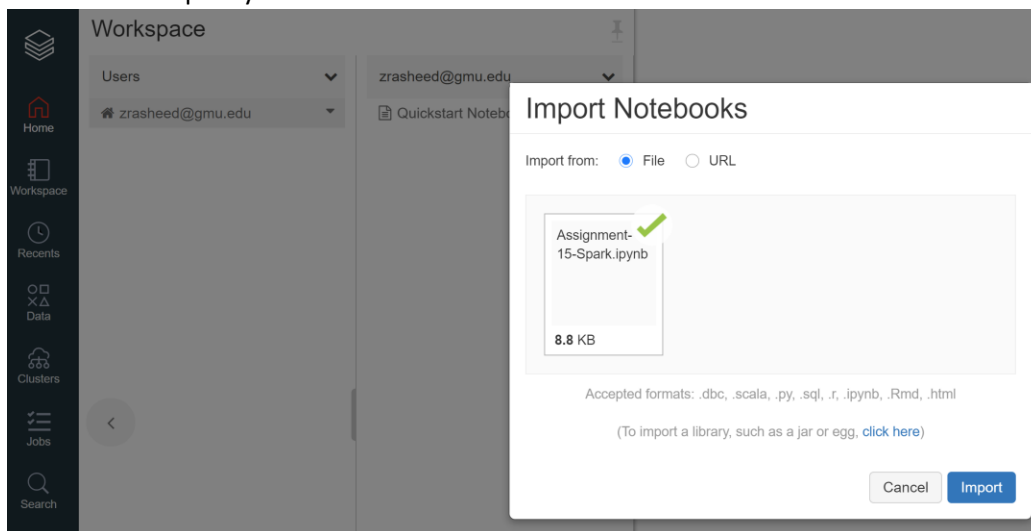 Workspace
Users
zrasheed@gmu.edu
zrasheed@gmu.edu
Quickstart
Home
Workspace
Recents
Data
Clusters
Jobs
Search
Import Notebooks
Import from: File URL
Assignment-
15-Spark.ipynb
8.8 KB
Accepted formats: .dbc, .scala, .py, .sql, .r, .ipynb, .Rmd, .html
(To import a library, such as a jar or egg, click here)
Cancel Import